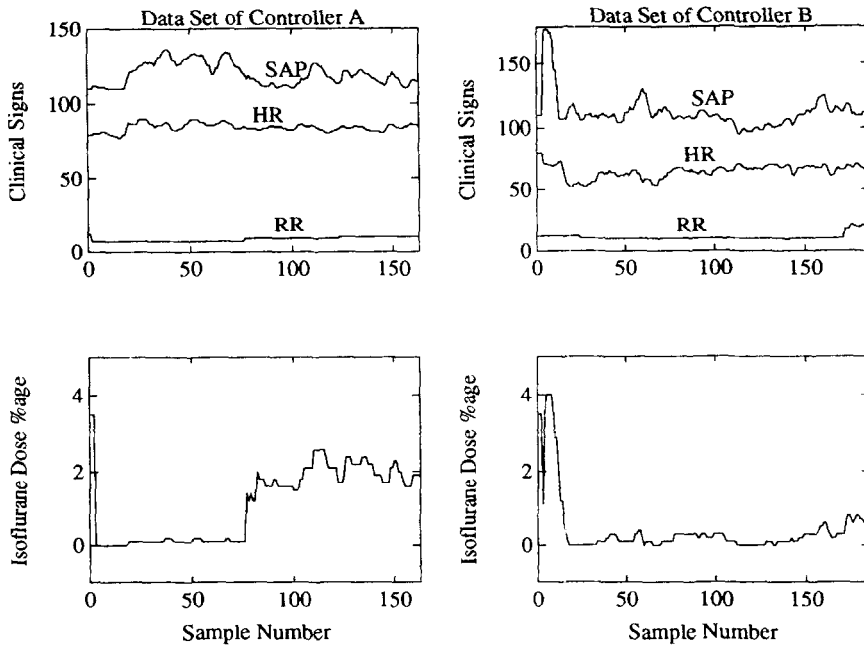 Data Set of Controller A
Clinical Signs
150
100
50
0
SAP
HR
RR
0
50
100
150
Data Set of Controller B
Clinical Signs
150
100
50
0
SAP
HR
RR
0
50
100
150
Isoflurane Dose %age
4
2
0
0
50
100
150
Sample Number
Isoflurane Dose %age
4
2
0
0
50
100
150
Sample Number